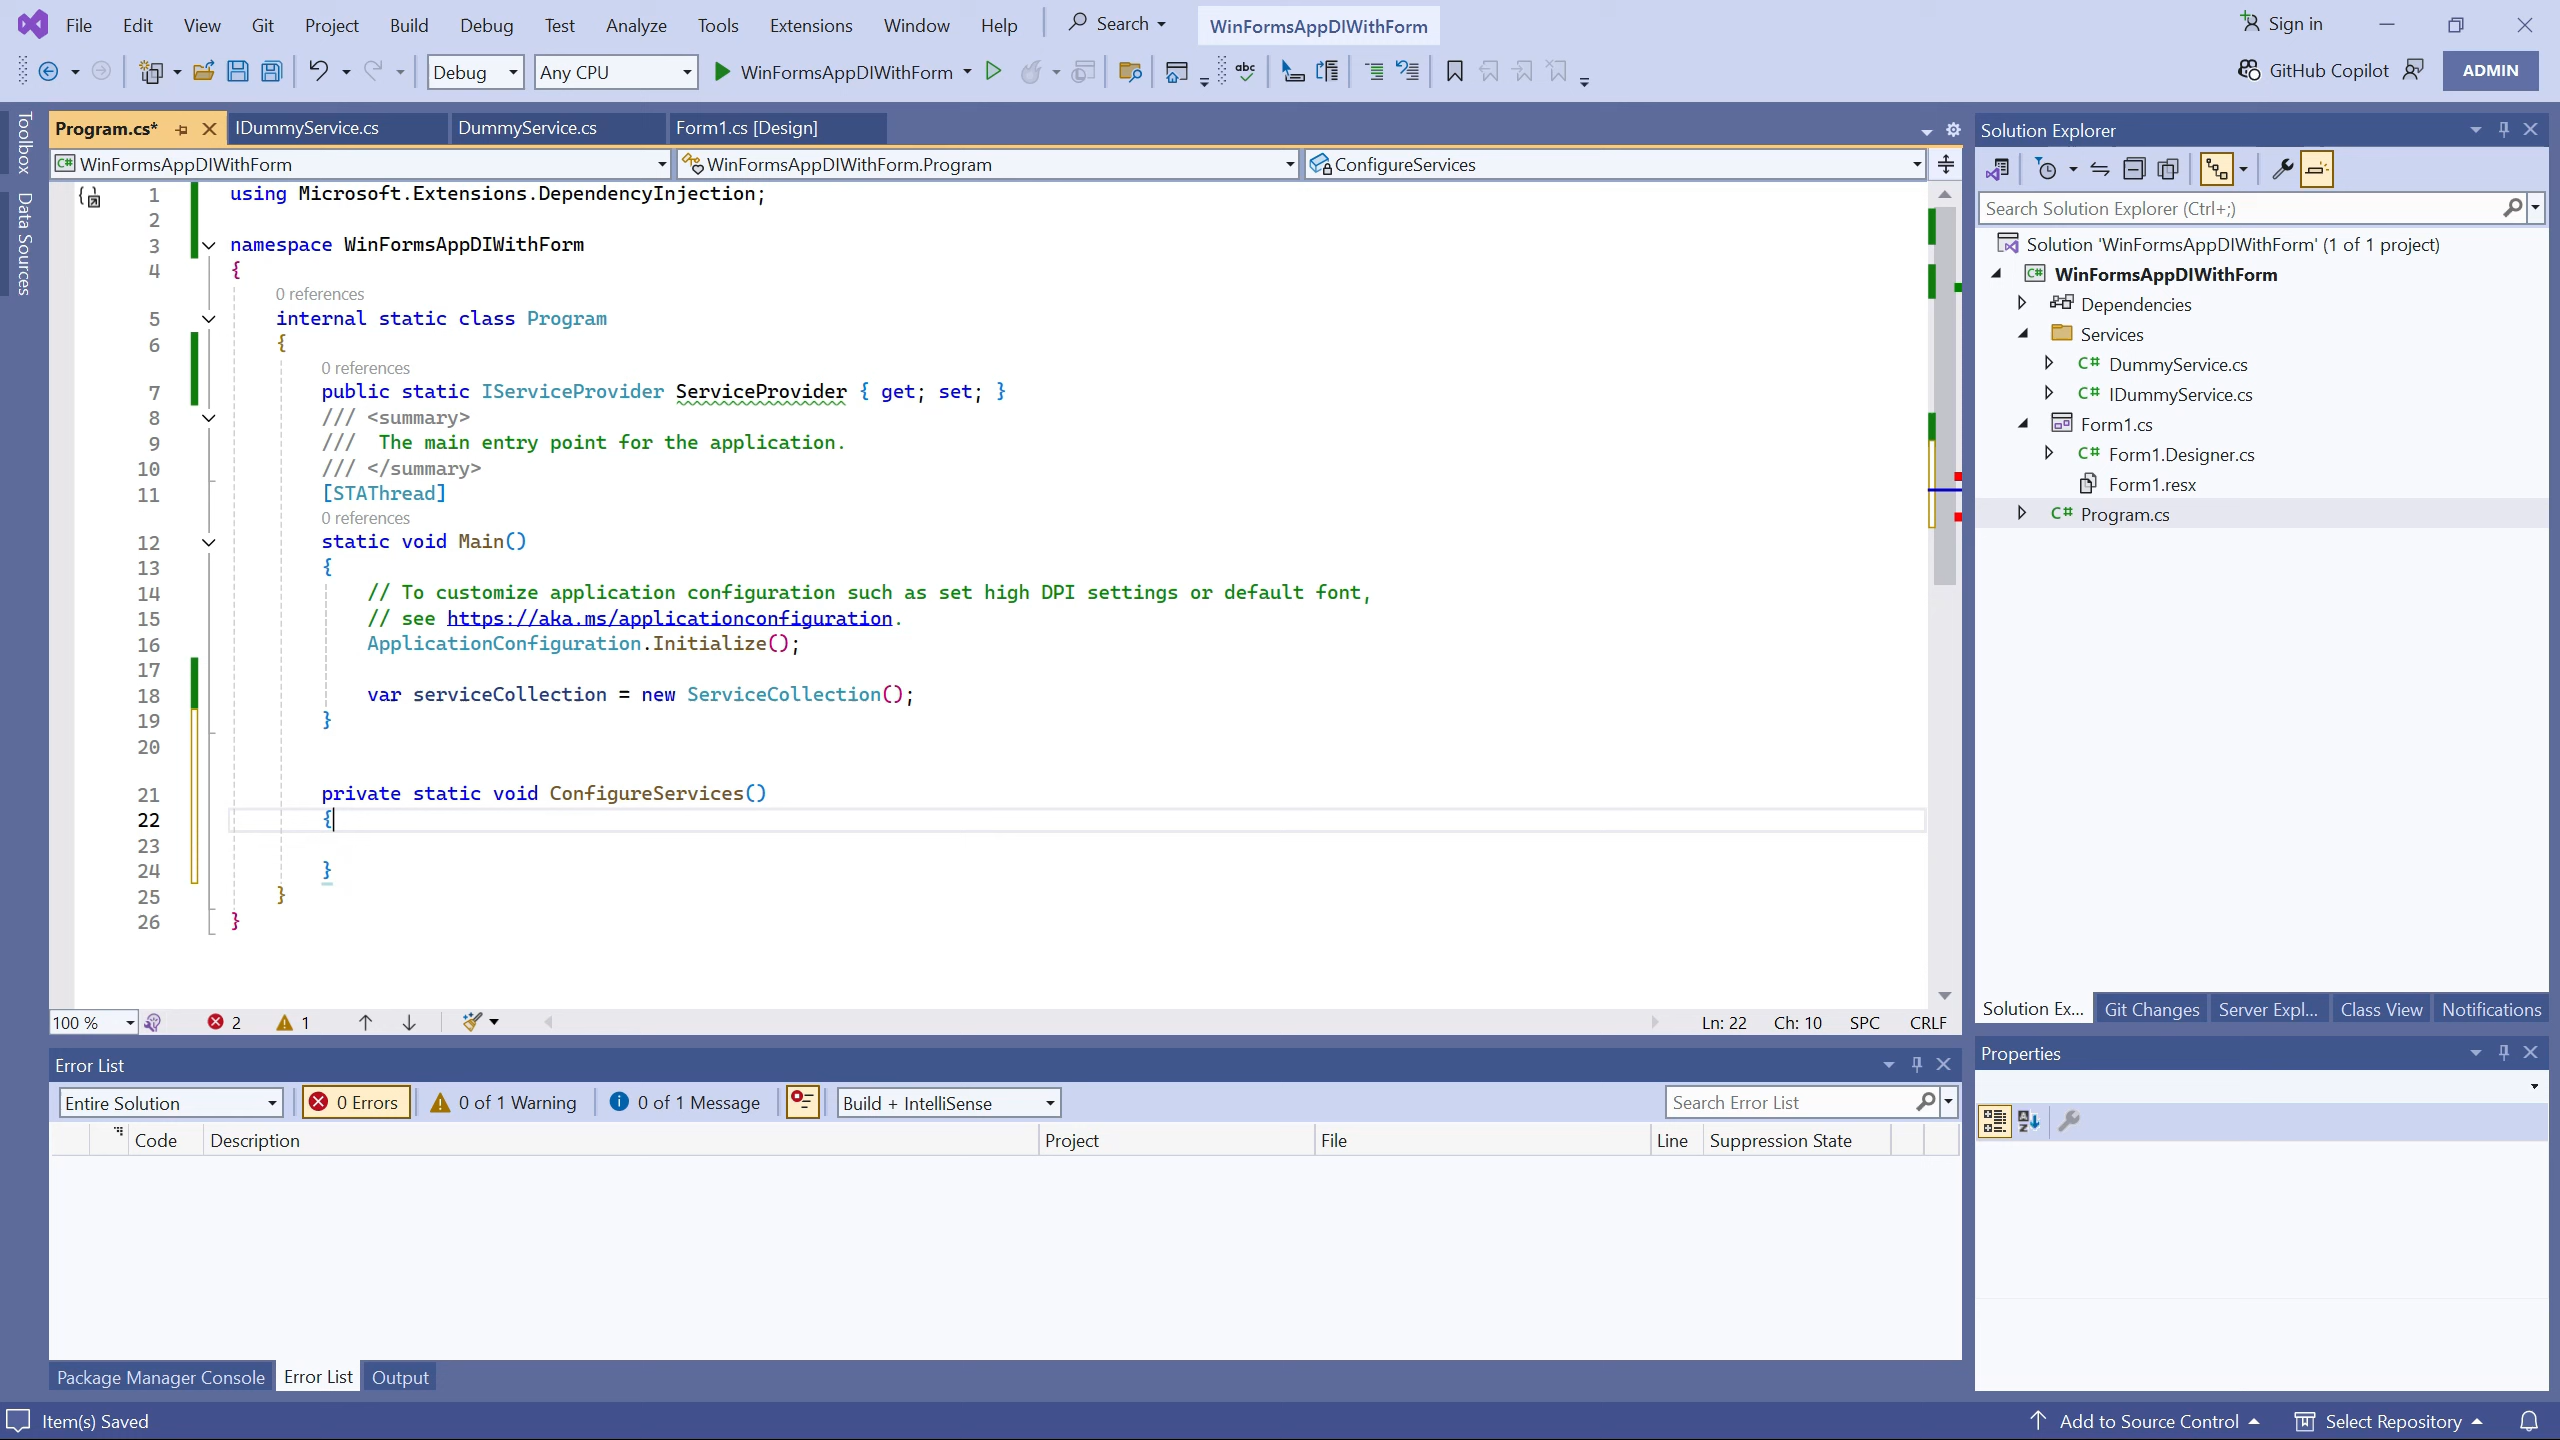 File Edit View Git Project Build Debug Test Analyze Tools Extensions Window Help Search WinFormsAppDIWithForm Sign in
Debug Any CPU WinFormsAppDIWithForm abc GitHub Copilot ADMIN
Toolbox
Data Sources
Program.cs* IDummyService.cs DummyService.cs Form1.cs [Design]
C# WinFormsAppDIWithForm WinFormsAppDIWithForm.Program ConfigureServices
1 using Microsoft.Extensions.DependencyInjection;
2
3 namespace WinFormsAppDIWithForm
4 {
0 references
5 internal static class Program
6 {
0 references
7 public static IServiceProvider ServiceProvider { get; set; }
8 /// <summary>
9 /// The main entry point for the application.
10 /// </summary>
11 [STAThread]
0 references
12 static void Main()
13 {
14 // To customize application configuration such as set high DPI settings or default font,
15 // see https://aka.ms/applicationconfiguration.
16 ApplicationConfiguration.Initialize();
17
18 var serviceCollection = new ServiceCollection();
19 }
20
21 private static void ConfigureServices()
22 {
23
24 }
25 }
26 }
100 % 2 1 Ln: 22 Ch: 10 SPC CRLF
Error List
Entire Solution 0 Errors 0 of 1 Warning 0 of 1 Message Build + IntelliSense Search Error List
Code Description Project File Line Suppression State
Package Manager Console Error List Output
Solution Explorer
Search Solution Explorer (Ctrl+;)
Solution 'WinFormsAppDIWithForm' (1 of 1 project)
C# WinFormsAppDIWithForm
Dependencies
Services
C# DummyService.cs
C# IDummyService.cs
Form1.cs
C# Form1.Designer.cs
Form1.resx
C# Program.cs
Solution Ex... Git Changes Server Expl... Class View Notifications
Properties
Item(s) Saved Add to Source Control Select Repository